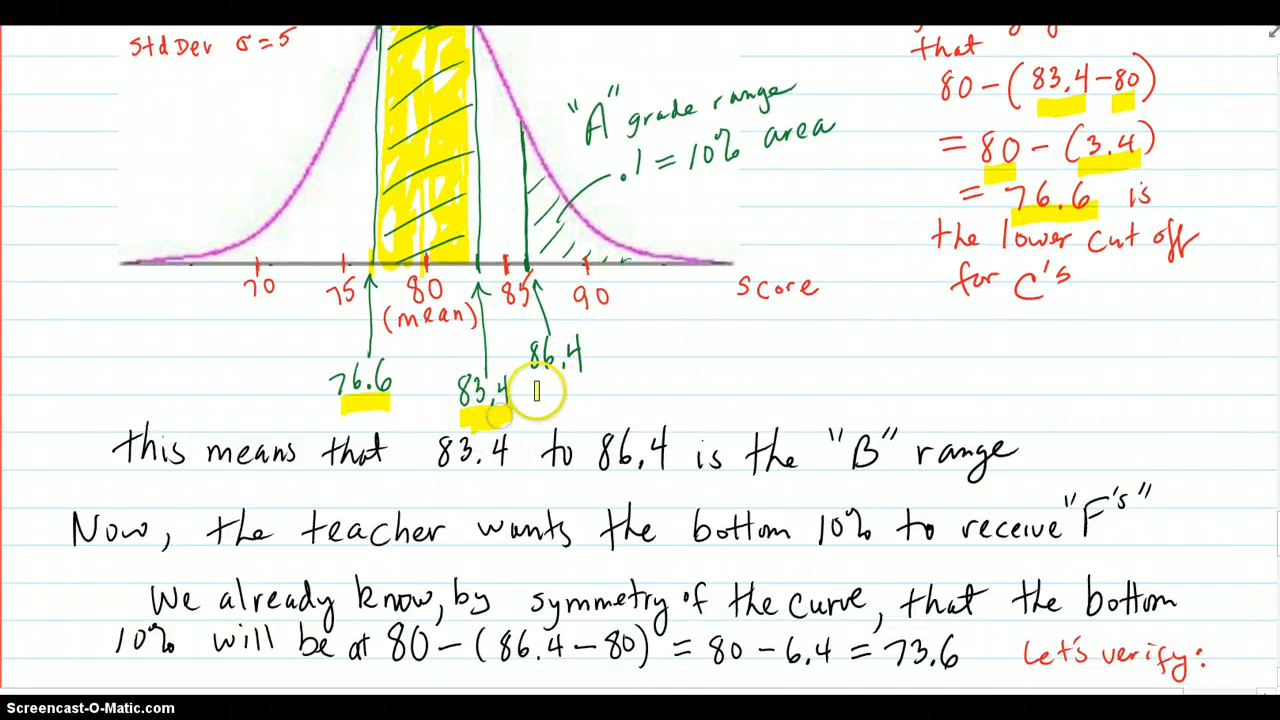 Std Dev σ = 5
that
80 - (83.4 - 80)
= 80 - (3.4)
= 76.6 is
the lower cut off
for C's
"A" grade range
.1 = 10% area
70 75 80 85 90 score
(mean)
86.4
76.6 83.4
this means that 83.4 to 86.4 is the "B" range
Now, the teacher wants the bottom 10% to receive "F's"
We already know, by symmetry of the curve, that the bottom
10% will be at 80 - (86.4 - 80) = 80 - 6.4 = 73.6 Let's verify:
Screencast-O-Matic.com